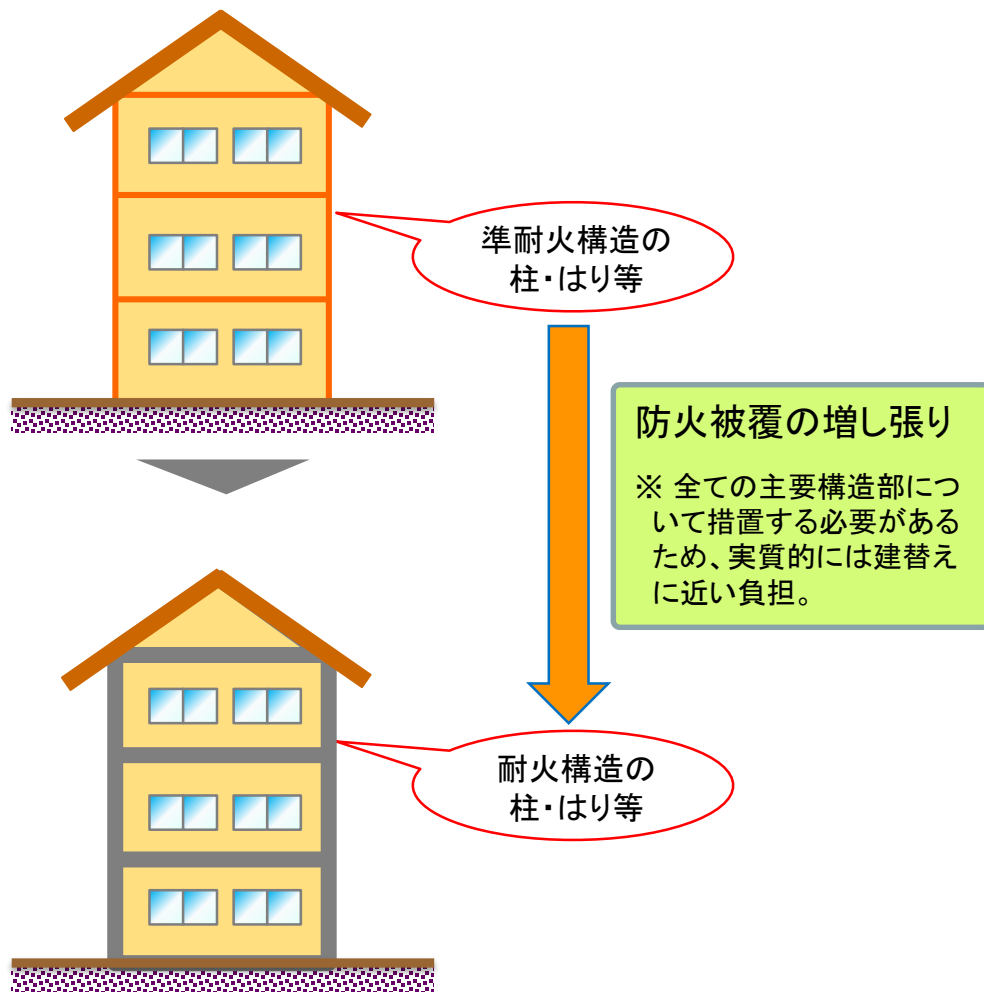 準耐火構造の
柱・はり等
防火被覆の増し張り
※ 全ての主要構造部につ
いて措置する必要がある
ため、実質的には建替え
に近い負担。
耐火構造の
柱・はり等